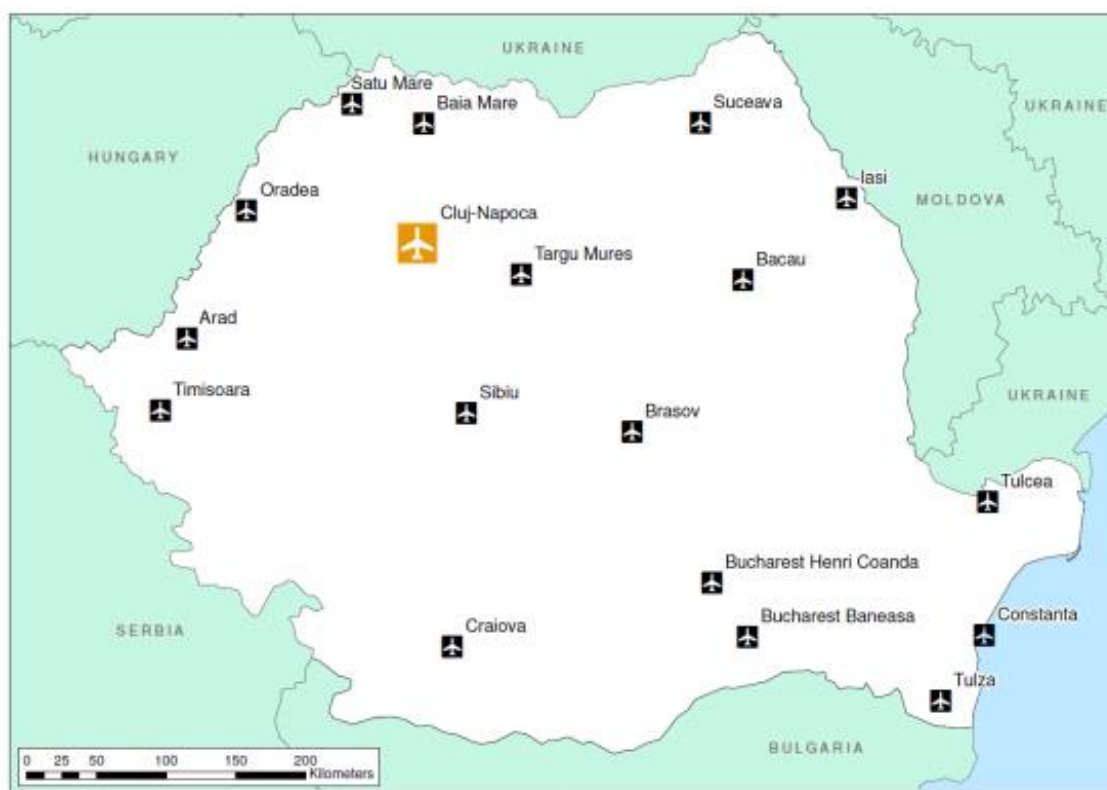 UKRAINE
Satu Mare
Baia Mare
Suceava
UKRAINE
HUNGARY
Oradea
Iasi
MOLDOVA
Cluj-Napoca
Targu Mures
Bacau
Arad
Timisoara
Sibiu
Brasov
UKRAINE
Tulcea
Bucharest Henri Coanda
SERBIA
Craiova
Bucharest Baneasa
Constanta
Tulza
BULGARIA
0 25 50 100 150 200
Kilometers